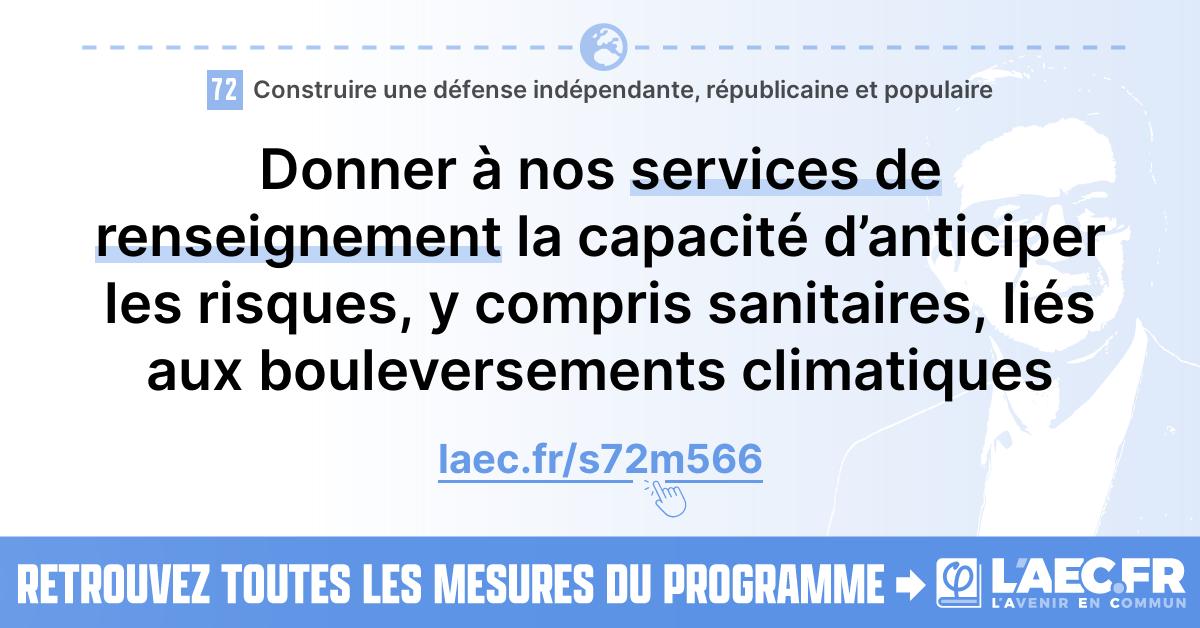 72 Construire une défense indépendante, républicaine et populaire
Donner à nos services de
renseignement la capacité d’anticiper
les risques, y compris sanitaires, liés
aux bouleversements climatiques
laec.fr/s72m566
RETROUVEZ TOUTES LES MESURES DU PROGRAMME → φ L'AEC.FR
L'AVENIR EN COMMUN